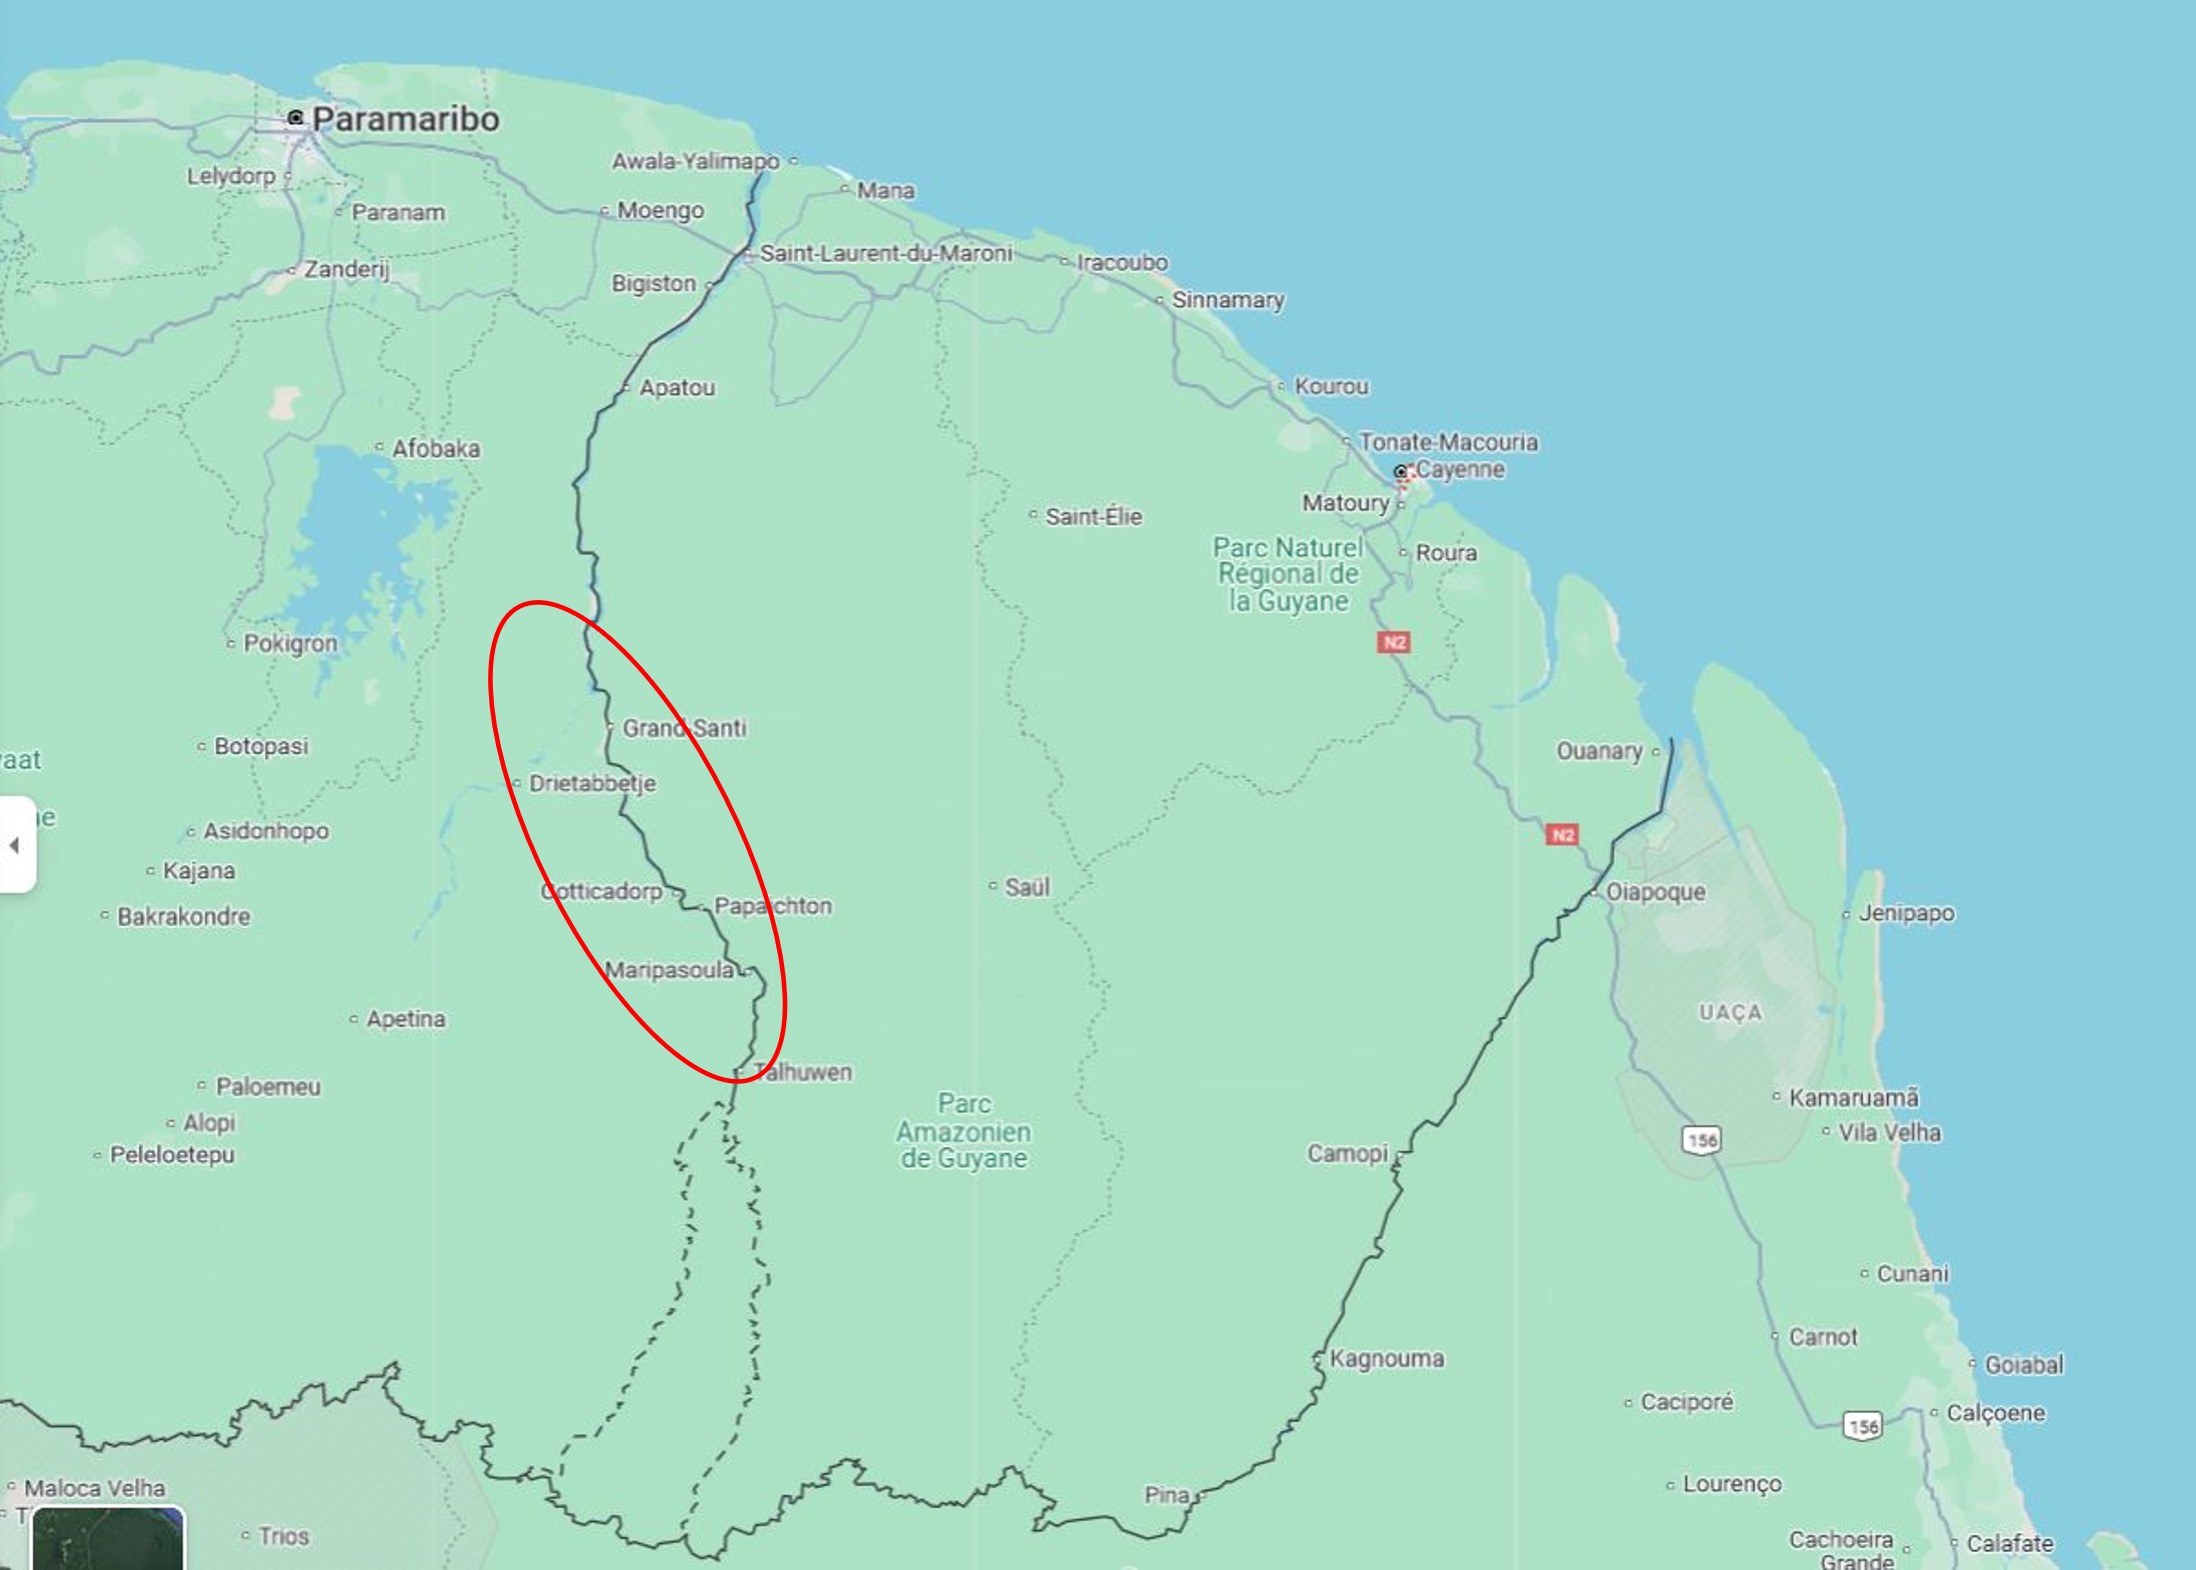 Paramaribo
Awala-Yalimapo
Lelydorp
Mana
Paranam
Moengo
Saint-Laurent-du-Maroni
Iracoubo
Zanderij
Bigiston
Sinnamary
Apatou
Kourou
Afobaka
Tonate-Macouria
Cayenne
Matoury
Saint-Élie
Parc Naturel
Régional de
la Guyane
Roura
N2
Pokigron
Grand Santi
Botopasi
Ouanary
Drietabbetje
Asidonhopo
N2
Kajana
Cotticadorp
Saül
Oiapoque
Papaichton
Bakrakondre
Jenipapo
Maripasoula
UAÇA
Apetina
Talhuwen
Paloemeu
Parc
Amazonien
de Guyane
Kamaruamã
Alopi
Vila Velha
156
Peleloetepu
Camopi
Cunani
Carnot
Kagnouma
Goiabal
Caciporé
Calçoene
156
Maloca Velha
Pina
Lourenço
Trios
Cachoeira
Grande
Calafate